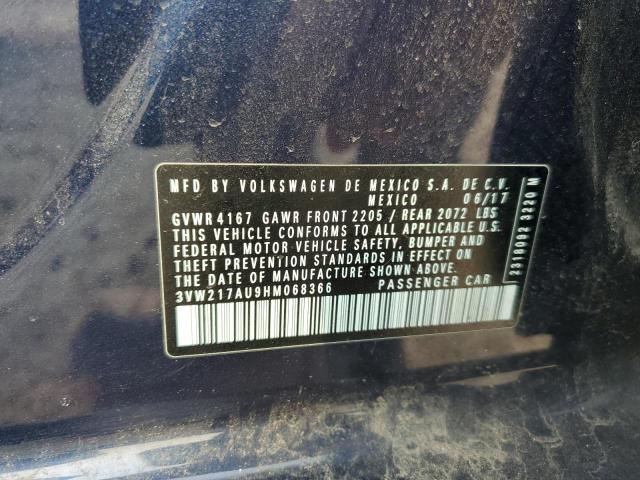 MFD BY VOLKSWAGEN DE MEXICO S.A. DE C.V.
MEXICO 06/17
GVWR 4167 GAWR FRONT 2205 / REAR 2072 LBS
THIS VEHICLE CONFORMS TO ALL APPLICABLE U.S.
FEDERAL MOTOR VEHICLE SAFETY, BUMPER AND
THEFT PREVENTION STANDARDS IN EFFECT ON
THE DATE OF MANUFACTURE SHOWN ABOVE.
3VW217AU9HM068366 PASSENGER CAR
2318092 3220 M